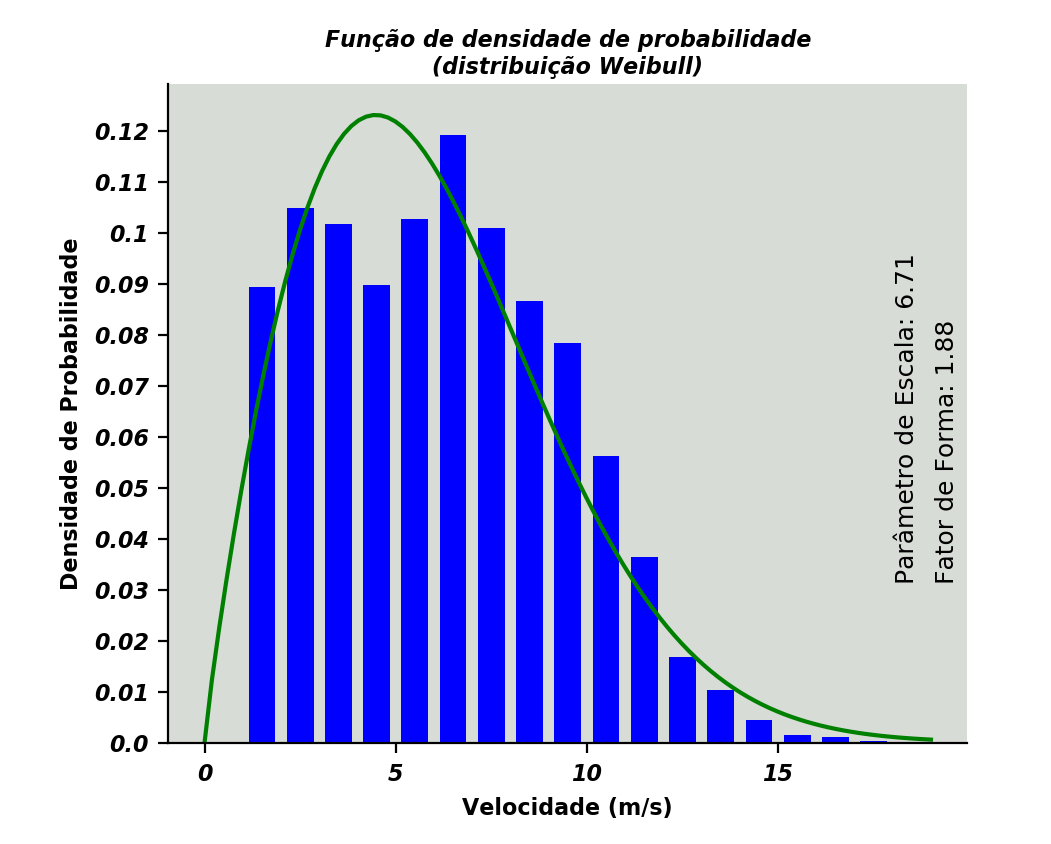 Função de densidade de probabilidade
(distribuição Weibull)
Densidade de Probabilidade
0.12
0.11
0.1
0.09
0.08
0.07
0.06
0.05
0.04
0.03
0.02
0.01
0.0
Parâmetro de Escala: 6.71
Fator de Forma: 1.88
0
5
10
15
Velocidade (m/s)